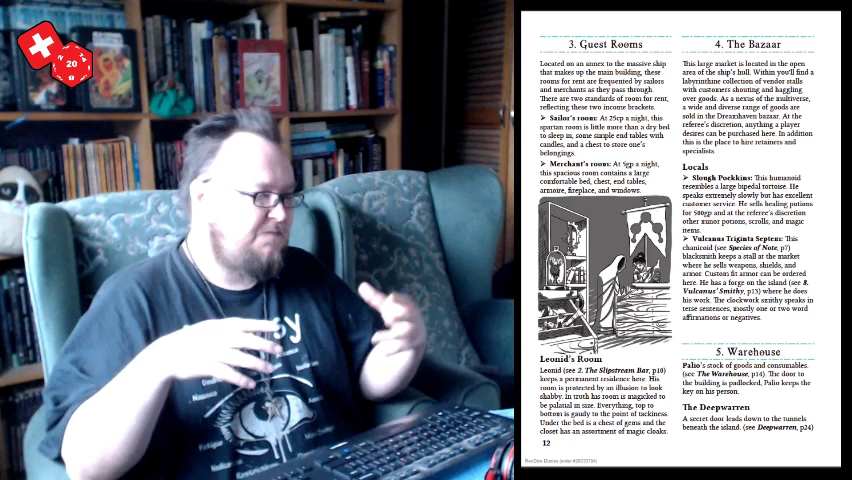 20
sy
3. Guest Rooms
Located on an annex to the massive ship
that makes up the main building, these
rooms for rent are frequented by sailors
and merchants as they pass through.
There are two standards of room for rent,
reflecting these two income brackets.
➢ Sailor's room: At 25cp a night, this
spartan room is little more than a dry bed
to sleep in, some simple end tables with
candles, and a chest to store one's
belongings.
➢ Merchant's room: At 5gp a night,
this spacious room contains a large
comfortable bed, chest, end tables,
armoire, fireplace, and windows.
Leonid's Room
Leonid (see 2. The Slipstream Bar, p10)
keeps a permanent residence here. His
room is protected by an illusion to look
shabby. In truth his room is magicked to
be palatial in size. Everything, top to
bottom is gaudy to the point of tackiness.
Under the bed is a chest of gems and the
closet has an assortment of magic cloaks.
12
4. The Bazaar
This large market is located in the open
area of the ship's hull. Within you'll find a
labyrinthine collection of vendor stalls
with customers shouting and haggling
over goods. As a nexus of the multiverse,
a wide and diverse range of goods are
sold in the Dreamhaven bazaar. At the
referee's discretion, anything a player
desires can be purchased here. In addition
this is the place to hire retainers and
specialists.
Locals
➢ Slough Pockkins: This humanoid
resembles a large bipedal tortoise. He
speaks extremely slowly but has excellent
customer service. He sells healing potions
for 500gp and at the referee's discretion
other minor potions, scrolls, and magic
items.
➢ Vulcanus Triginta Septem: This
chanicoid (see Species of Note, p7)
blacksmith keeps a stall at the market
where he sells weapons, shields, and
armor. Custom fit armor can be ordered
here. He has a forge on the island (see 8.
Vulcanus' Smithy, p15) where he does
his work. The clockwork smithy speaks in
terse sentences, mostly one or two word
affirmations or negatives.
5. Warehouse
Palio's stock of goods and consumables.
(see The Warehouse, p14). The door to
the building is padlocked, Palio keeps the
key on his person.
The Deepwarren
A secret door leads down to the tunnels
beneath the island. (see Deepwarren, p24)